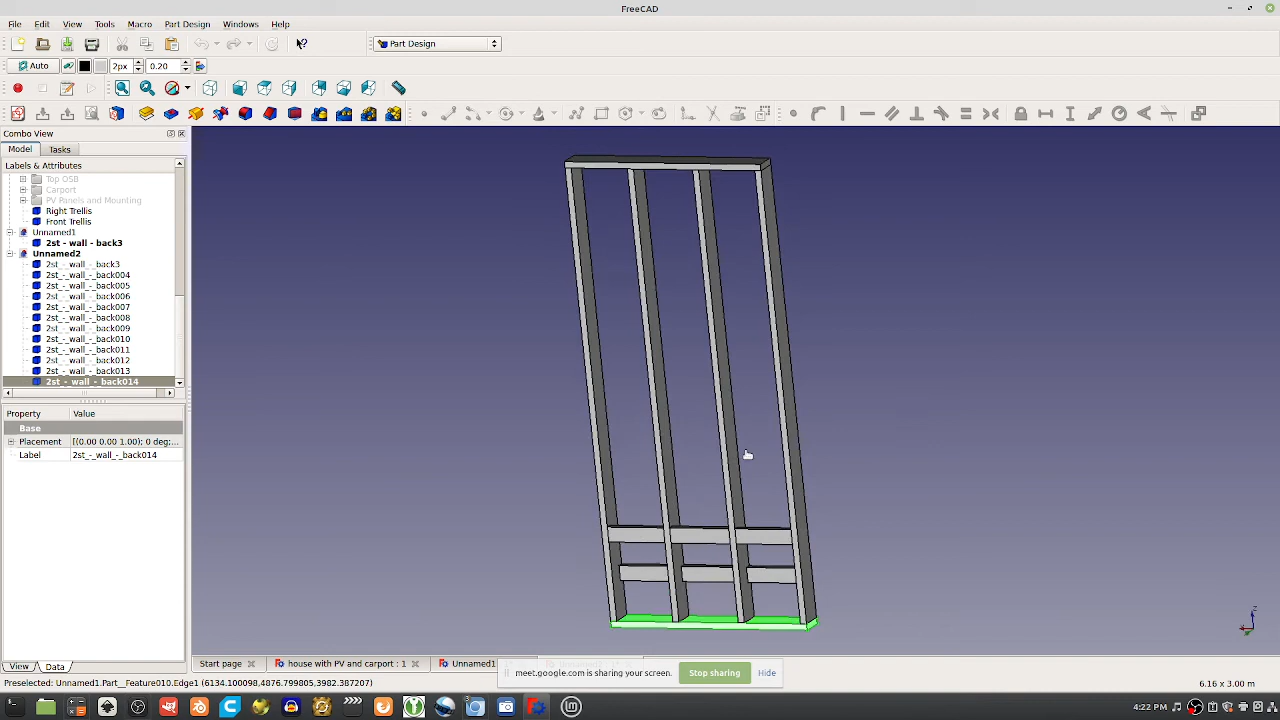 FreeCAD
File Edit View Tools Macro Part Design Windows Help
Part Design
Auto 2px 0.20
Combo View
Model Tasks
Labels & Attributes
Top OSB
Carport
PV Panels and Mounting
Right Trellis
Front Trellis
Unnamed1
2st - wall - back3
Unnamed2
2st_-_wall_-_back3
2st_-_wall_-_back004
2st_-_wall_-_back005
2st_-_wall_-_back006
2st_-_wall_-_back007
2st_-_wall_-_back008
2st_-_wall_-_back009
2st_-_wall_-_back010
2st_-_wall_-_back011
2st_-_wall_-_back012
2st_-_wall_-_back013
2st_-_wall_-_back014
Property Value
Base
Placement [(0.00 0.00 1.00); 0 deg;...
Label 2st_-_wall_-_back014
View Data
Start page house with PV and carport : 1 Unnamed1
meet.google.com is sharing your screen. Stop sharing Hide
reselected: Unnamed1.Part__Feature010.Edge1 (6134.100098,4876.799805,3982.387207) 6.16 x 3.00 m
4:22 PM